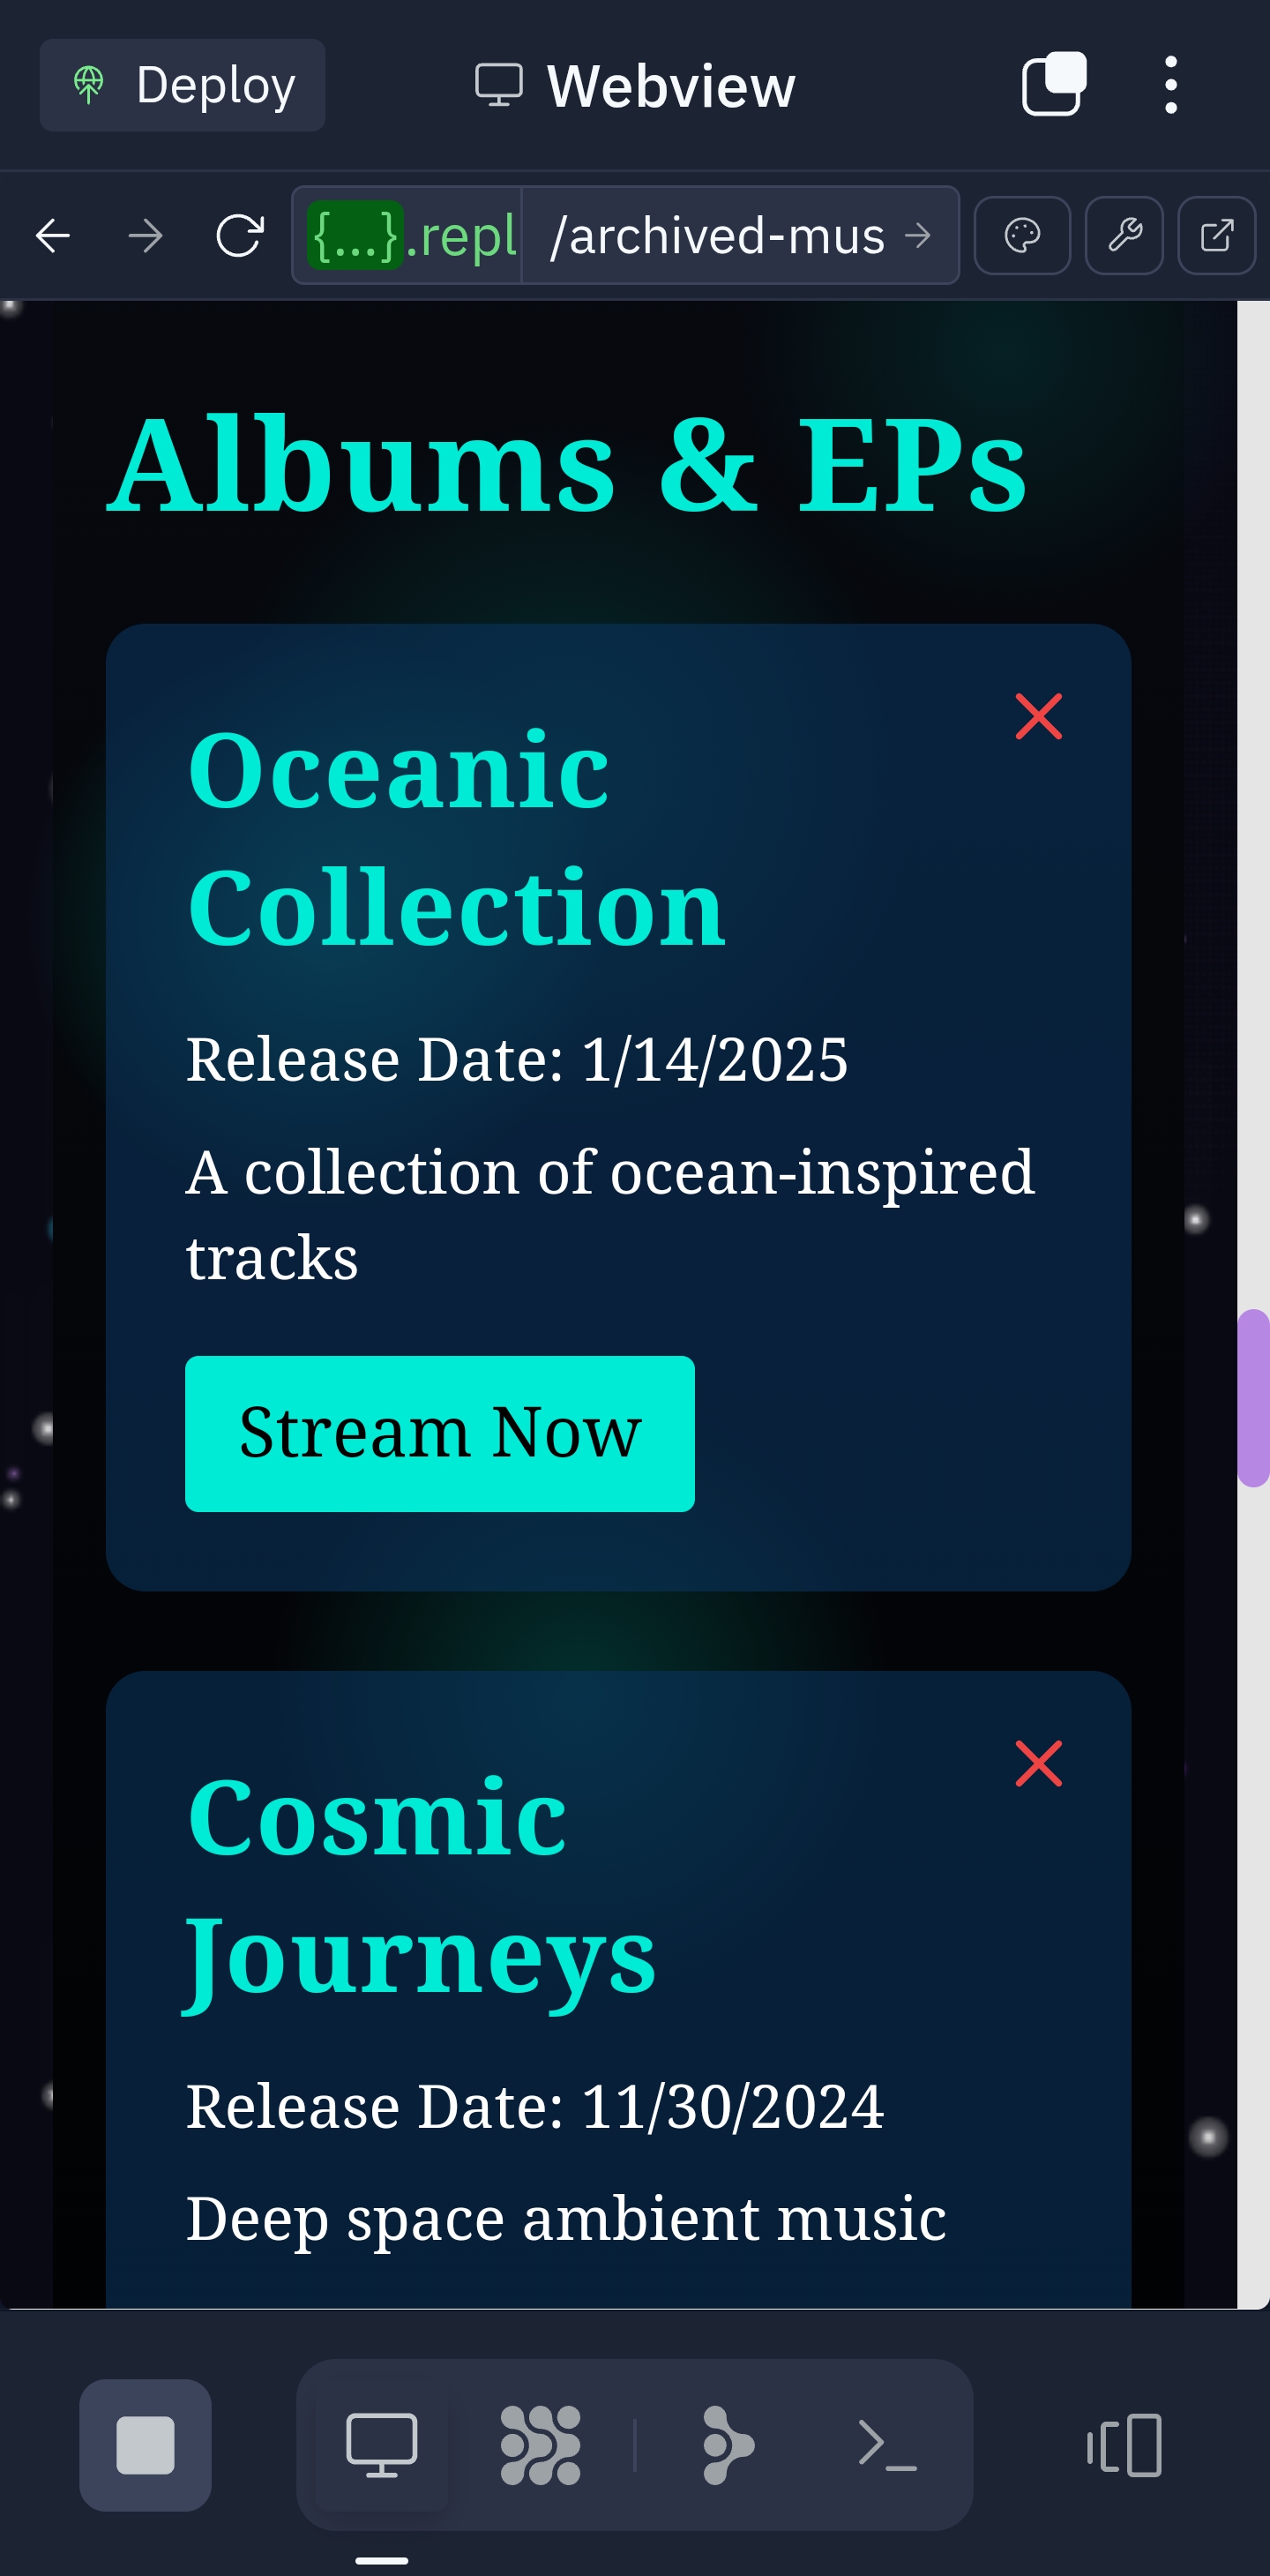 Deploy
Webview
{...}.repl
/archived-mus
Albums & EPs
Oceanic
Collection
Release Date: 1/14/2025
A collection of ocean-inspired
tracks
Stream Now
Cosmic
Journeys
Release Date: 11/30/2024
Deep space ambient music